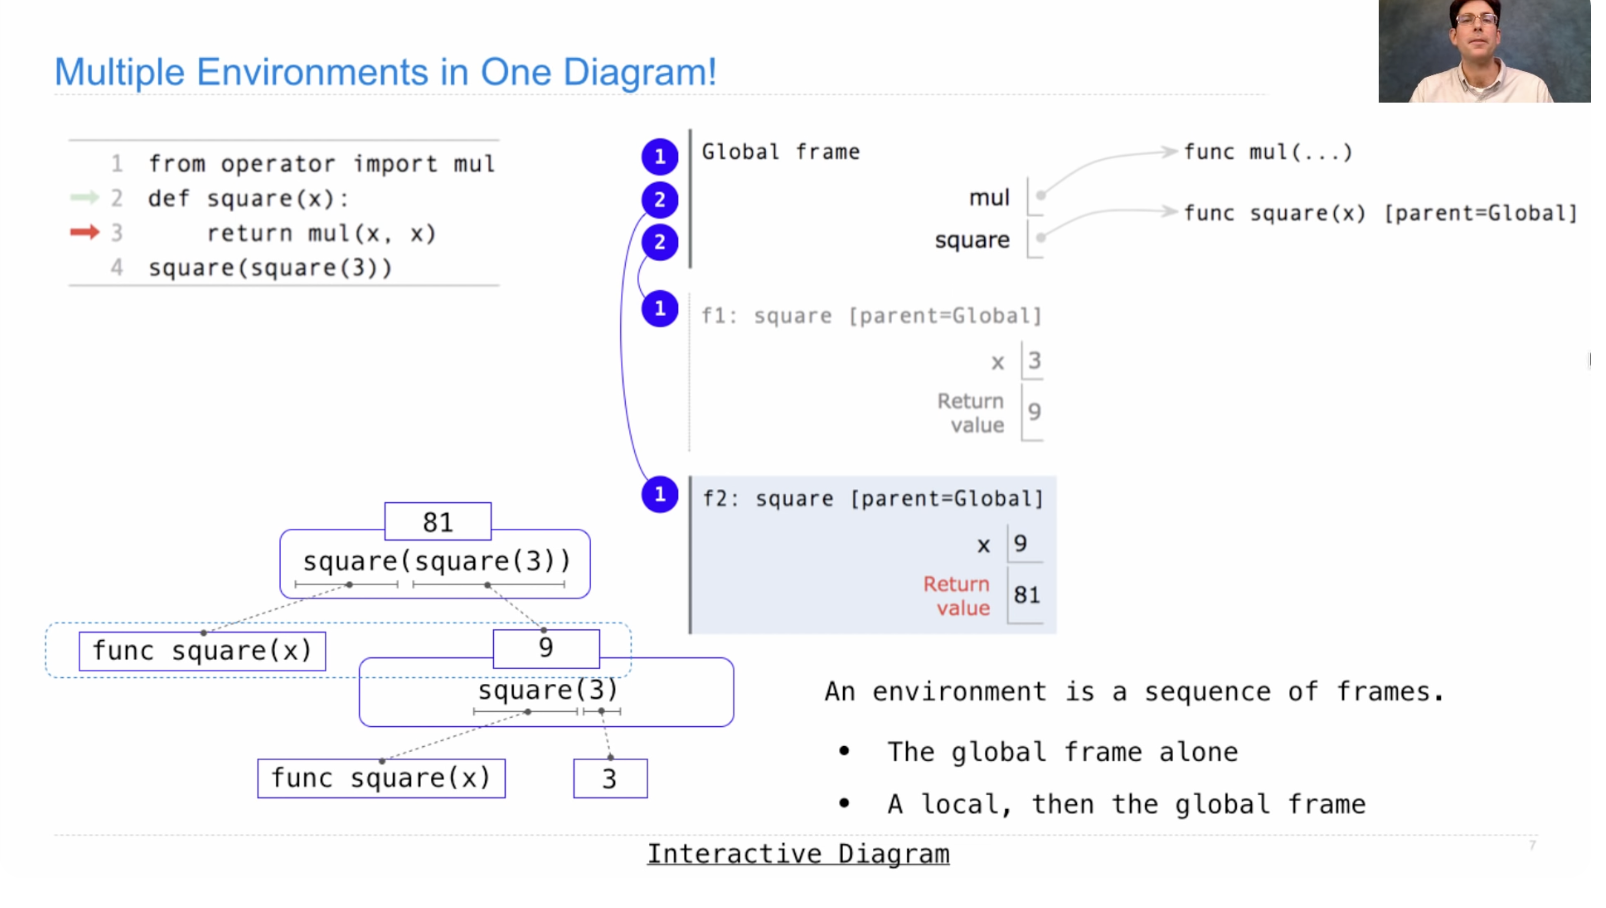 Multiple Environments in One Diagram!
1 from operator import mul
2 def square(x):
3 return mul(x, x)
4 square(square(3))
1 Global frame
2 mul
2 square
func mul(...)
func square(x) [parent=Global]
1 f1: square [parent=Global]
x 3
Return
value 9
1 f2: square [parent=Global]
x 9
Return
value 81
81
square(square(3))
func square(x)
9
square(3)
func square(x)
3
An environment is a sequence of frames.
• The global frame alone
• A local, then the global frame
Interactive Diagram
7